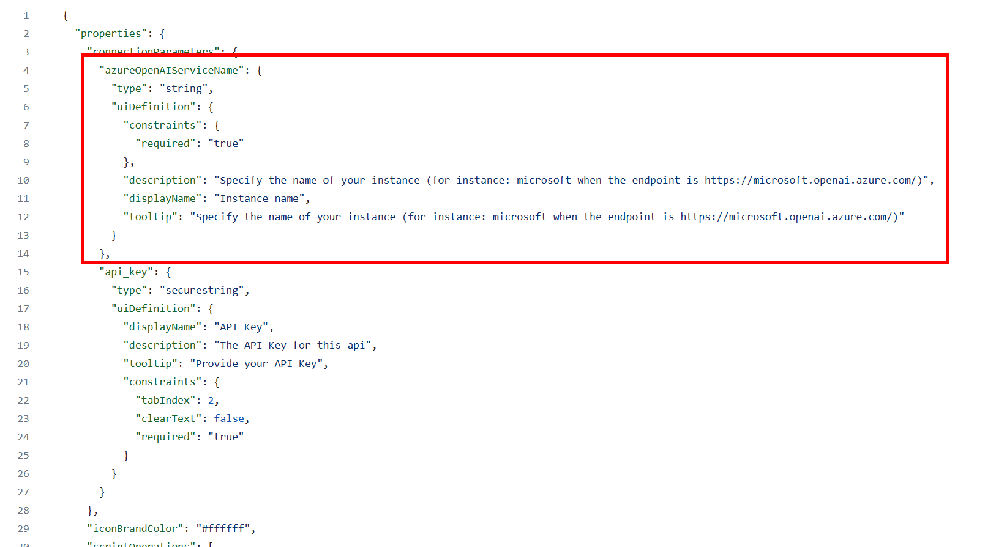 1 {
2 "properties": {
3 "connectionParameters": {
4 "azureOpenAIServiceName": {
5 "type": "string",
6 "uiDefinition": {
7 "constraints": {
8 "required": "true"
9 },
10 "description": "Specify the name of your instance (for instance: microsoft when the endpoint is https://microsoft.openai.azure.com/)",
11 "displayName": "Instance name",
12 "tooltip": "Specify the name of your instance (for instance: microsoft when the endpoint is https://microsoft.openai.azure.com/)"
13 }
14 },
15 "api_key": {
16 "type": "securestring",
17 "uiDefinition": {
18 "displayName": "API Key",
19 "description": "The API Key for this api",
20 "tooltip": "Provide your API Key",
21 "constraints": {
22 "tabIndex": 2,
23 "clearText": false,
24 "required": "true"
25 }
26 }
27 }
28 },
29 "iconBrandColor": "#ffffff",
30 "scriptOperations": [